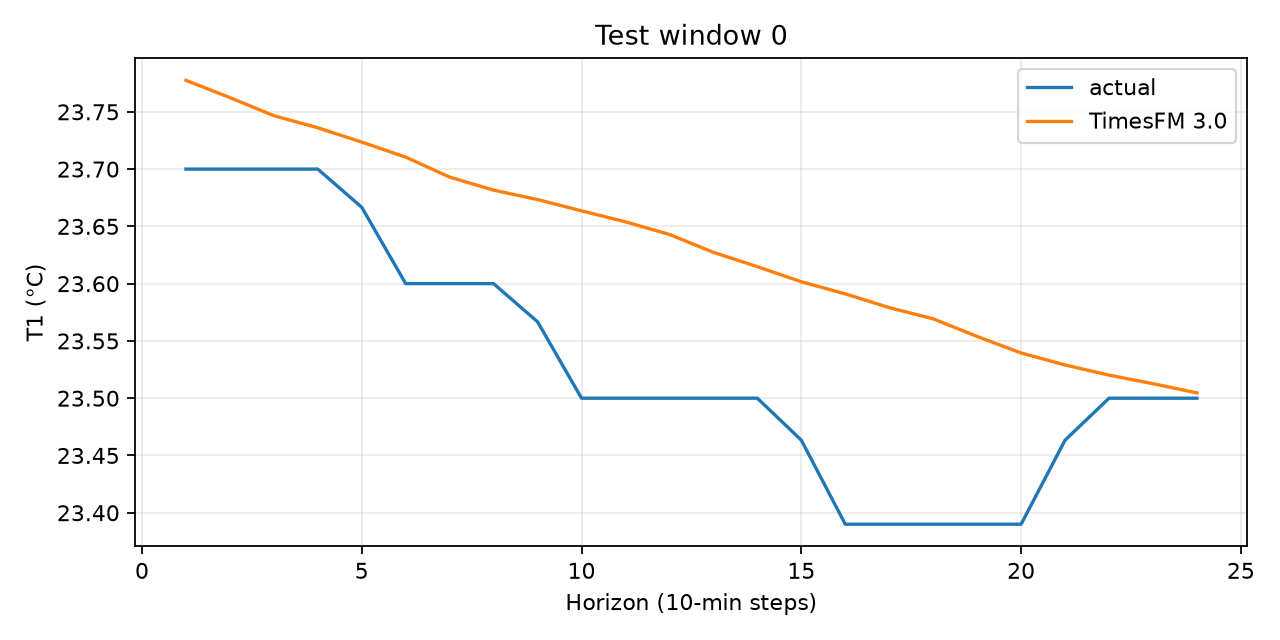 Test window 0
actual
TimesFM 3.0
T1 (°C)
23.75
23.70
23.65
23.60
23.55
23.50
23.45
23.40
0 5 10 15 20 25
Horizon (10-min steps)